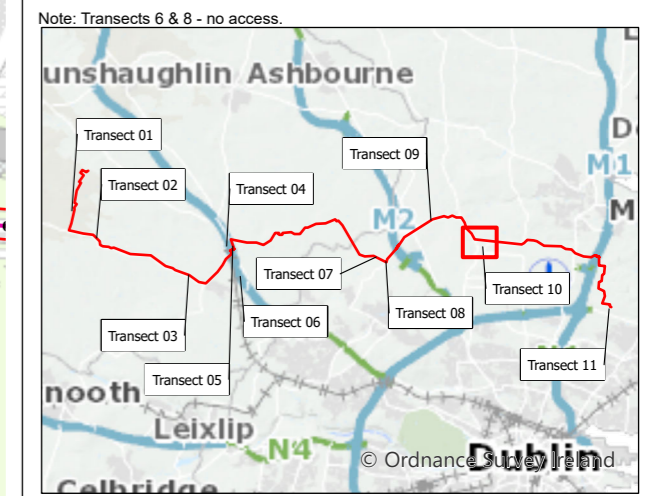 Note: Transects 6 & 8 - no access.
unshaughlin Ashbourne
Transect 01
Transect 09
M1
Transect 02
Transect 04
M2
M
Transect 07
Transect 10
Transect 08
Transect 06
Transect 03
Transect 11
Transect 05
nooth
Leixlip
N4
Dublin
© Ordnance Survey Ireland
Celbridge